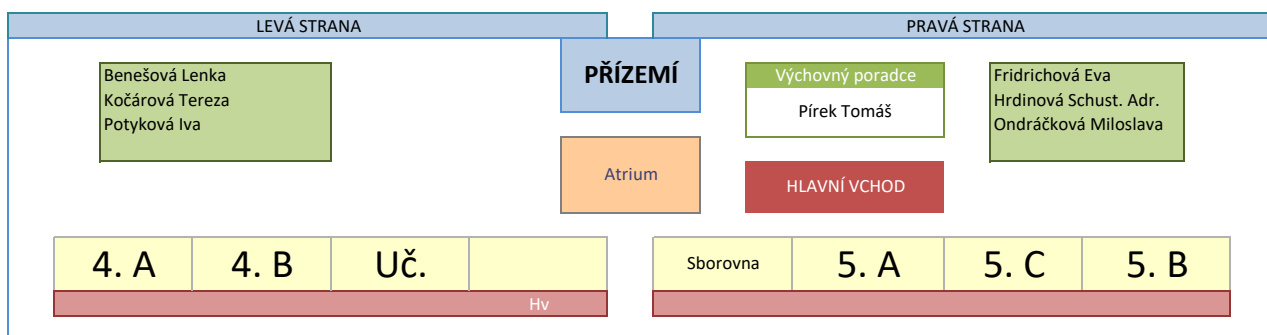 LEVÁ STRANA
PRAVÁ STRANA
Benešová Lenka
Kočárová Tereza
Potyková Iva
PŘÍZEMÍ
Výchovný poradce
Pírek Tomáš
Fridrichová Eva
Hrdinová Schust. Adr.
Ondráčková Miloslava
Atrium
HLAVNÍ VCHOD
4. A
4. B
Uč.
Sborovna
5. A
5. C
5. B
Hv